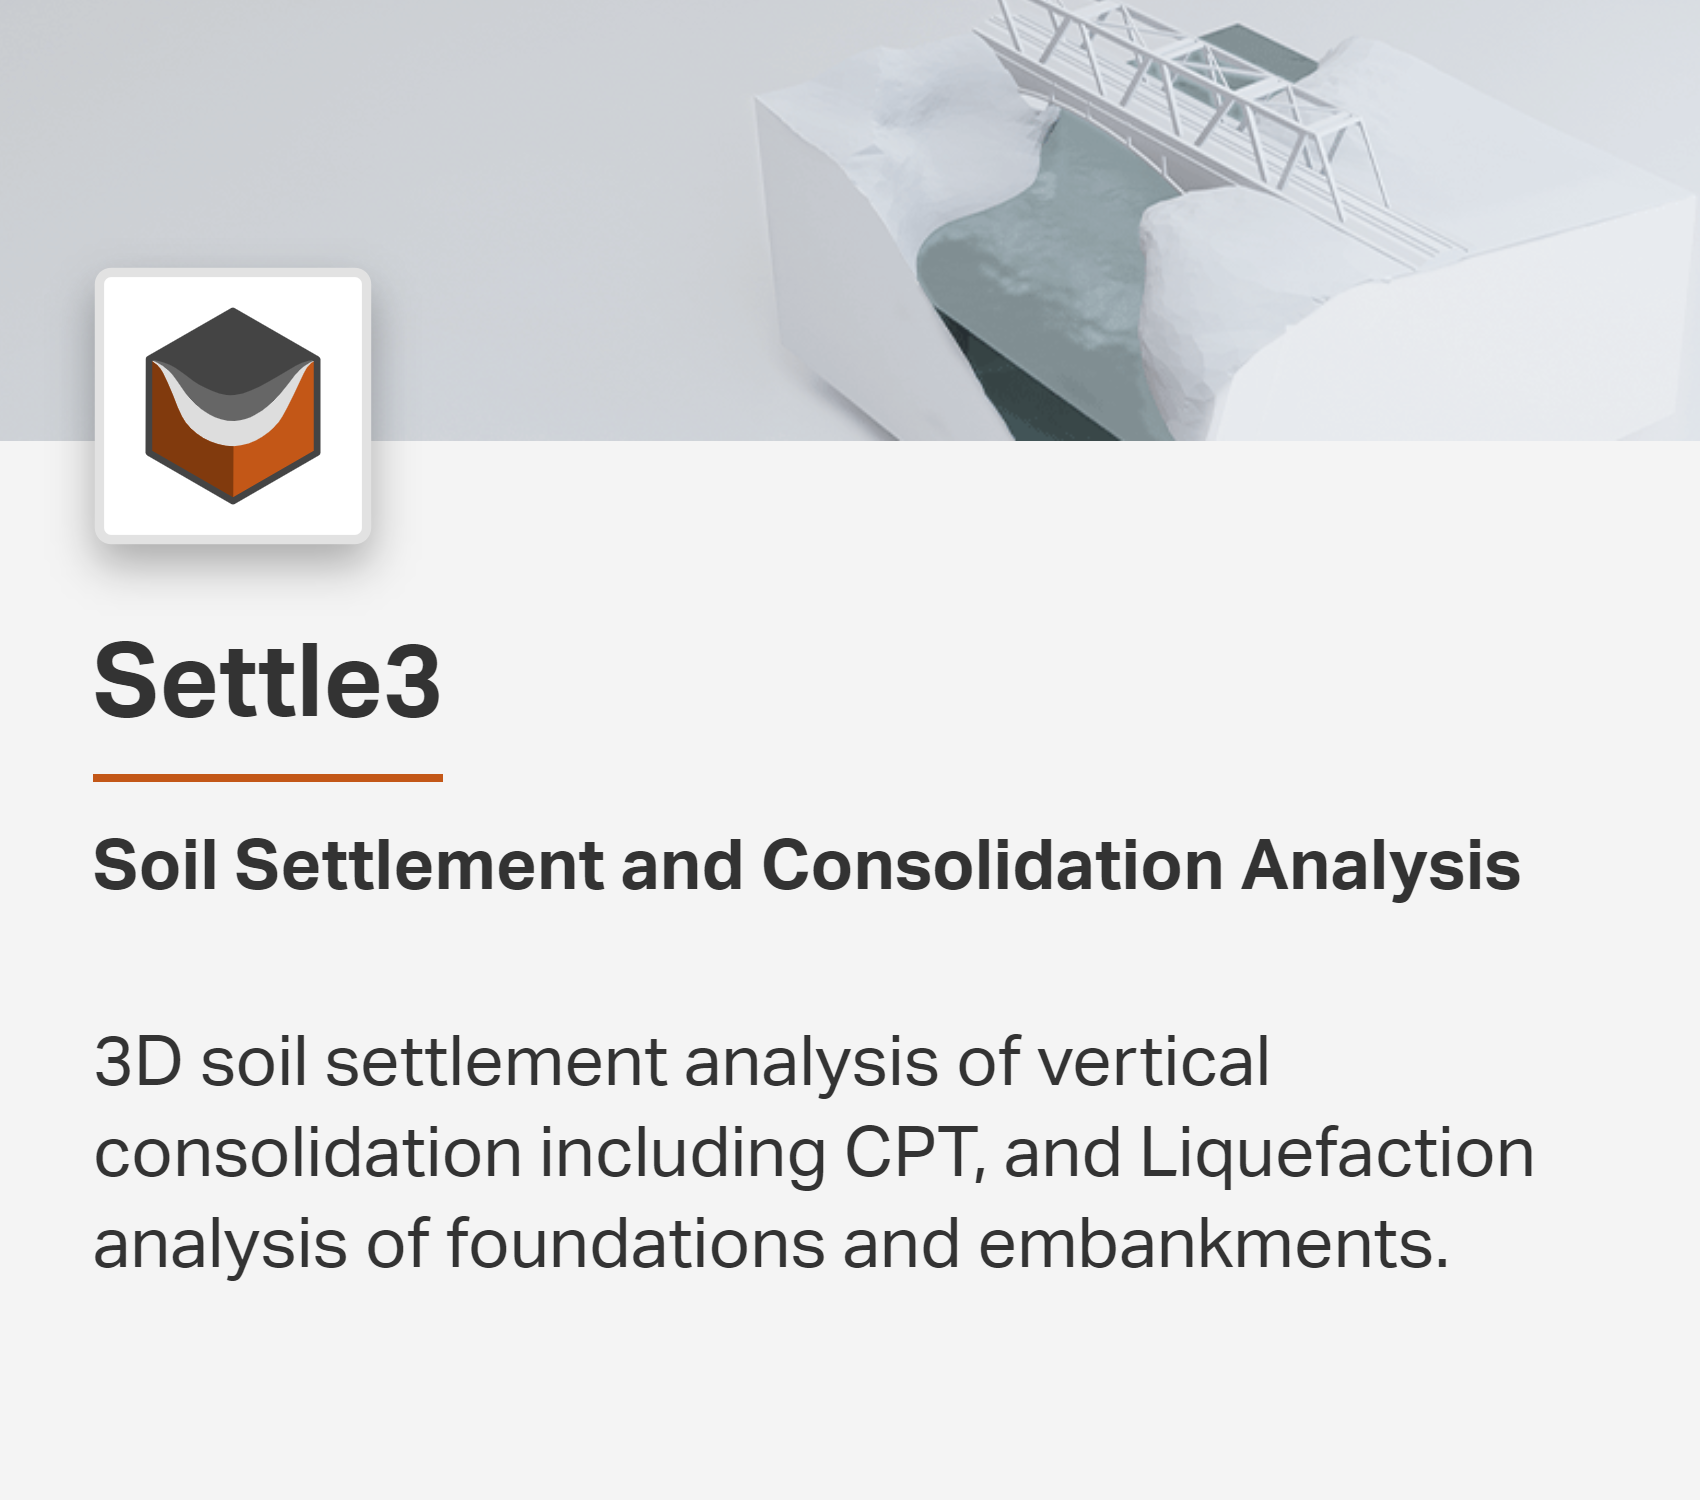 Settle3
Soil Settlement and Consolidation Analysis
3D soil settlement analysis of vertical
consolidation including CPT, and Liquefaction
analysis of foundations and embankments.